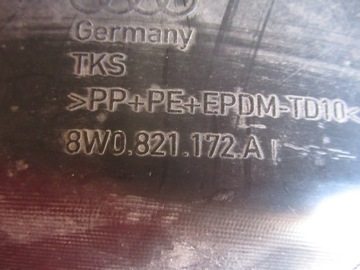 Germany
TKS
>PP+PE+EPDM-TD10<
8W0.821.172.A